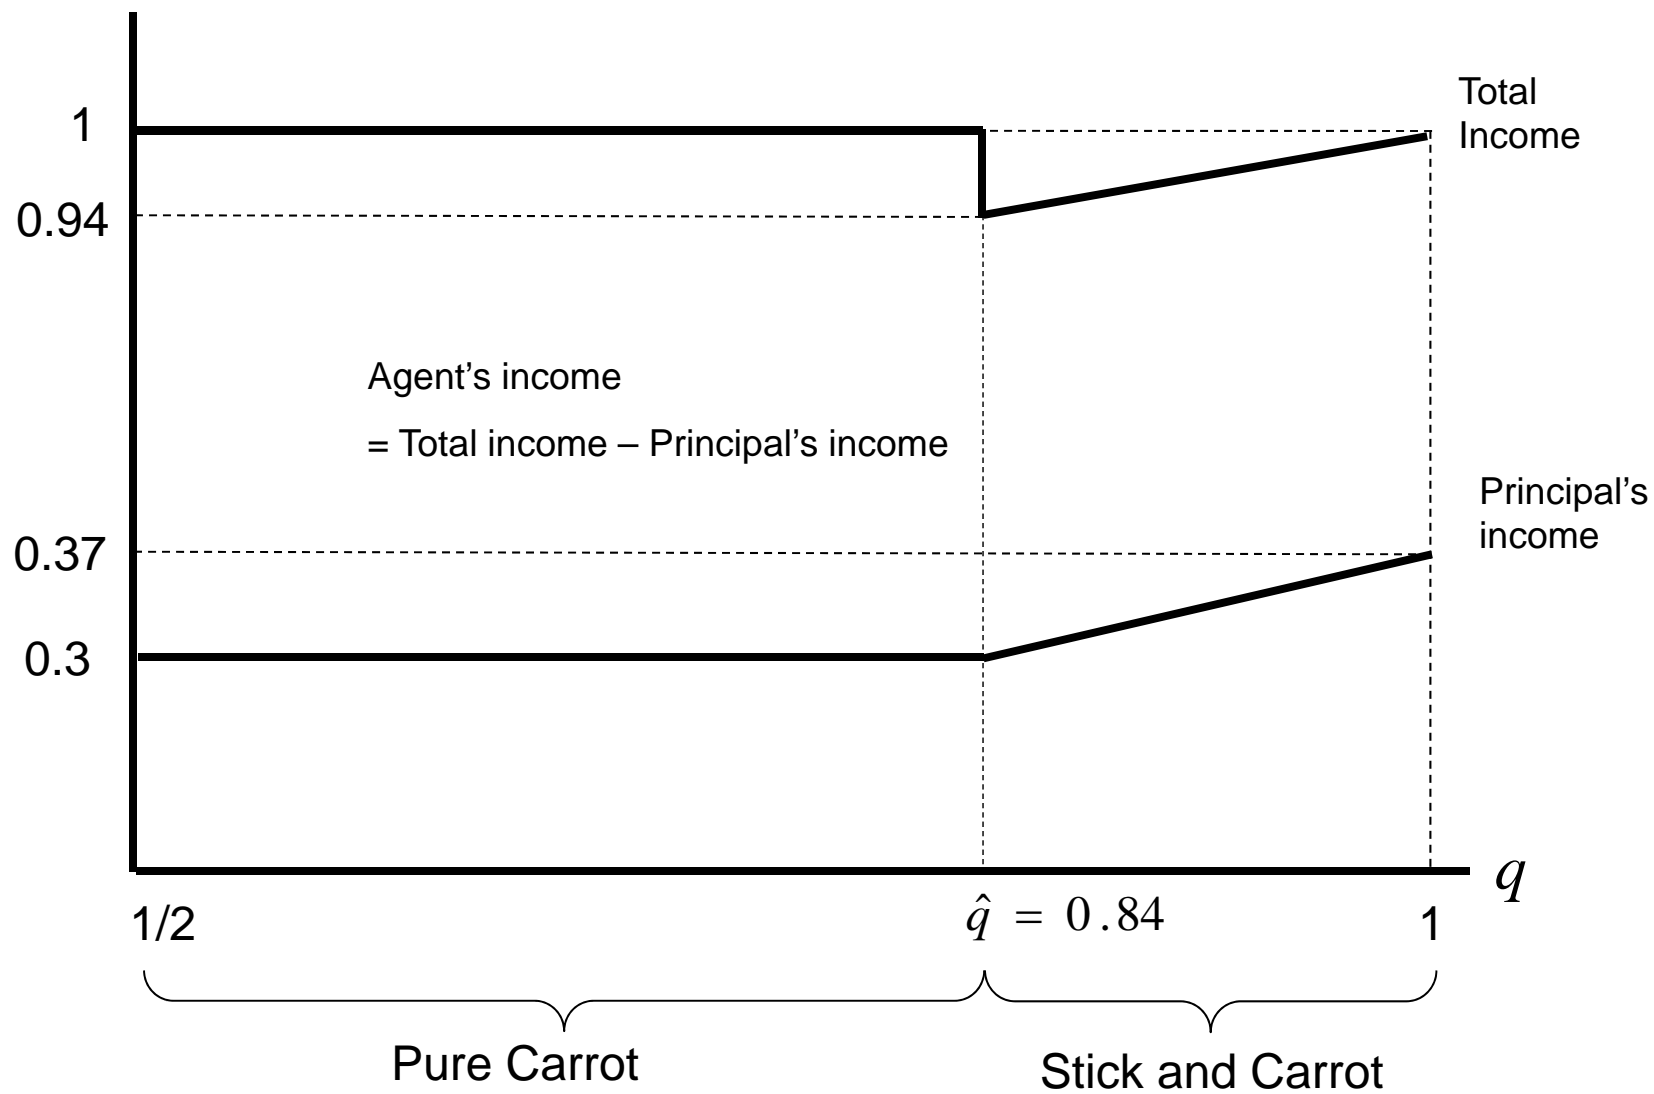 Total
Income
1
0.94
Agent’s income
= Total income – Principal’s income
Principal’s
income
0.37
0.3
q
1/2
q̂ = 0.84
1
Pure Carrot
Stick and Carrot